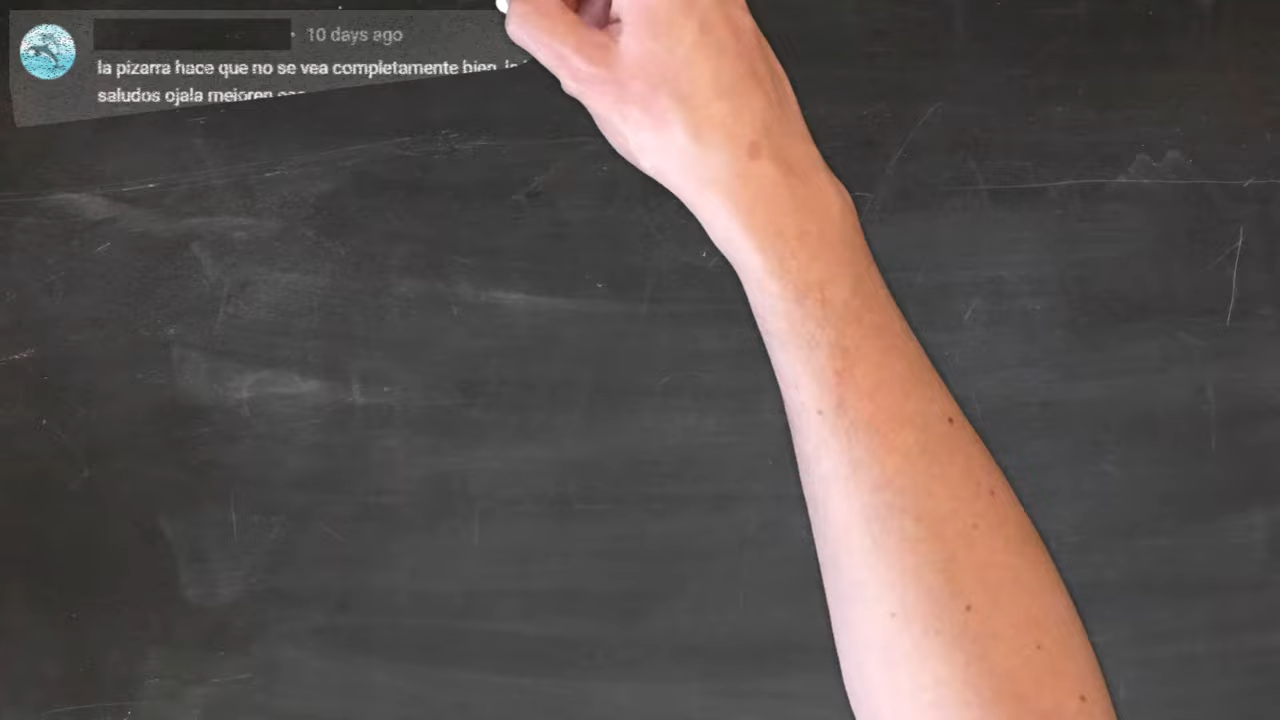 10 days ago
la pizarra hace que no se vea completamente bien
saludos ojala mejoren